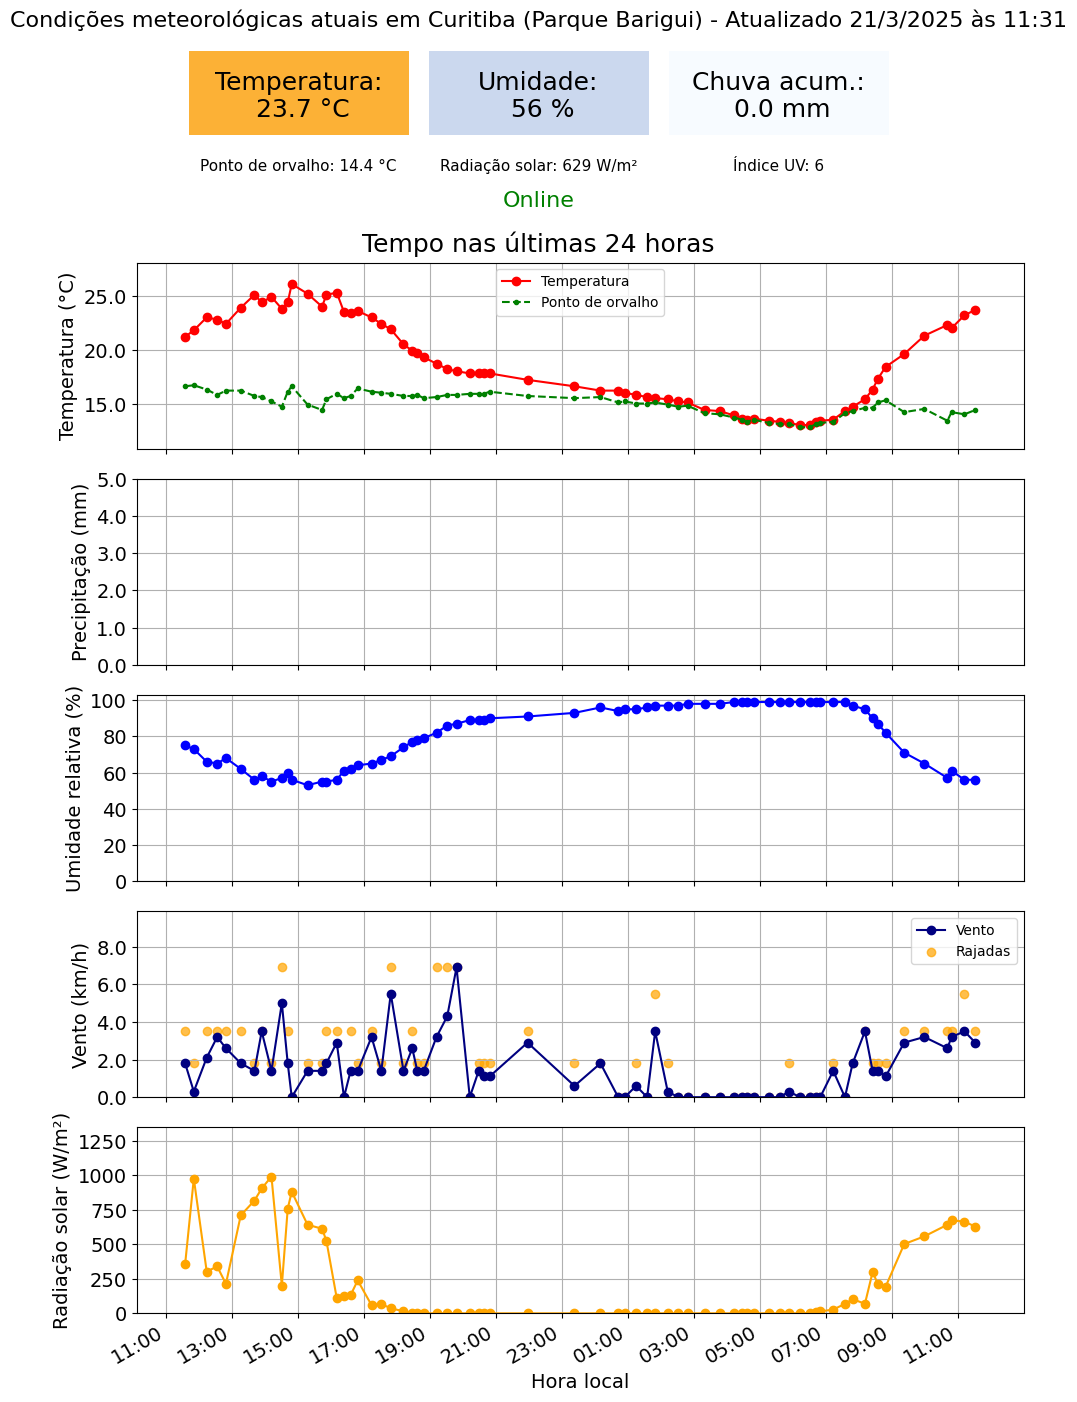 Condições meteorológicas atuais em Curitiba (Parque Barigui) - Atualizado 21/3/2025 às 11:31
Temperatura:
23.7 °C
Umidade:
56 %
Chuva acum.:
0.0 mm
Ponto de orvalho: 14.4 °C
Radiação solar: 629 W/m²
Índice UV: 6
Online
Tempo nas últimas 24 horas
Temperatura (°C)
25.0
20.0
15.0
Temperatura
Ponto de orvalho
Precipitação (mm)
5.0
4.0
3.0
2.0
1.0
0.0
Umidade relativa (%)
100
80
60
40
20
0
Vento (km/h)
8.0
6.0
4.0
2.0
0.0
Vento
Rajadas
Radiação solar (W/m²)
1250
1000
750
500
250
0
11:00
13:00
15:00
17:00
19:00
21:00
23:00
01:00
03:00
05:00
07:00
09:00
11:00
Hora local